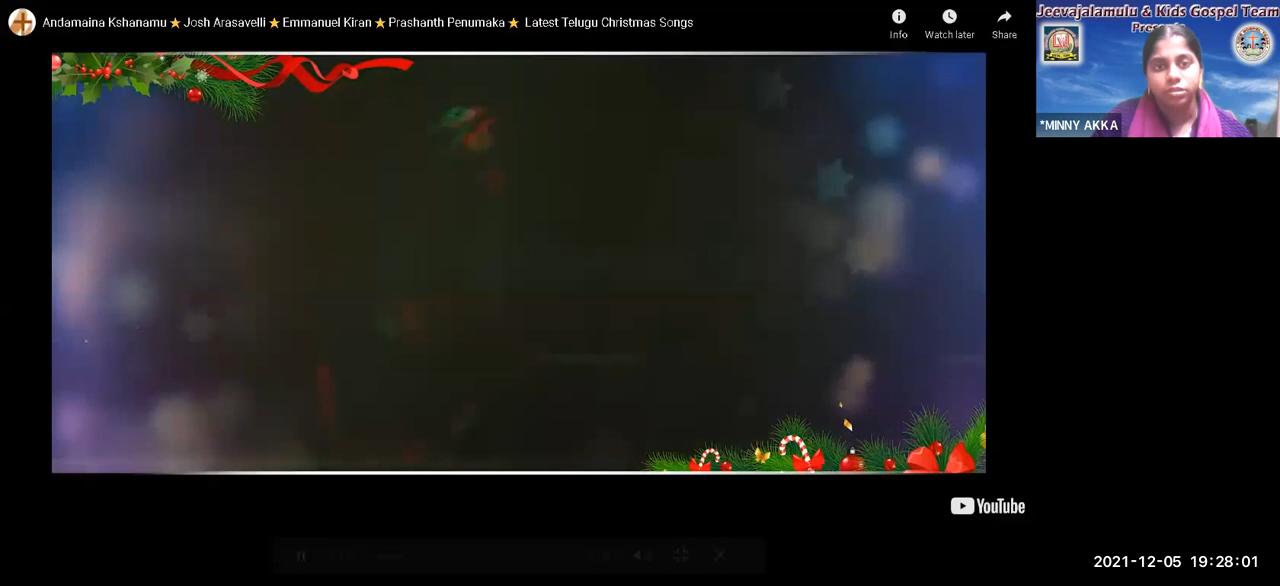 Andamaina Kshanamu ⭐ Josh Arasavelli ⭐ Emmanuel Kiran ⭐ Prashanth Penumaka ⭐ Latest Telugu Christmas Songs
Info
Watch later
Share
Jeevajalamulu & Kids Gospel Team
*MINNY AKKA
YouTube
2021-12-05 19:28:01